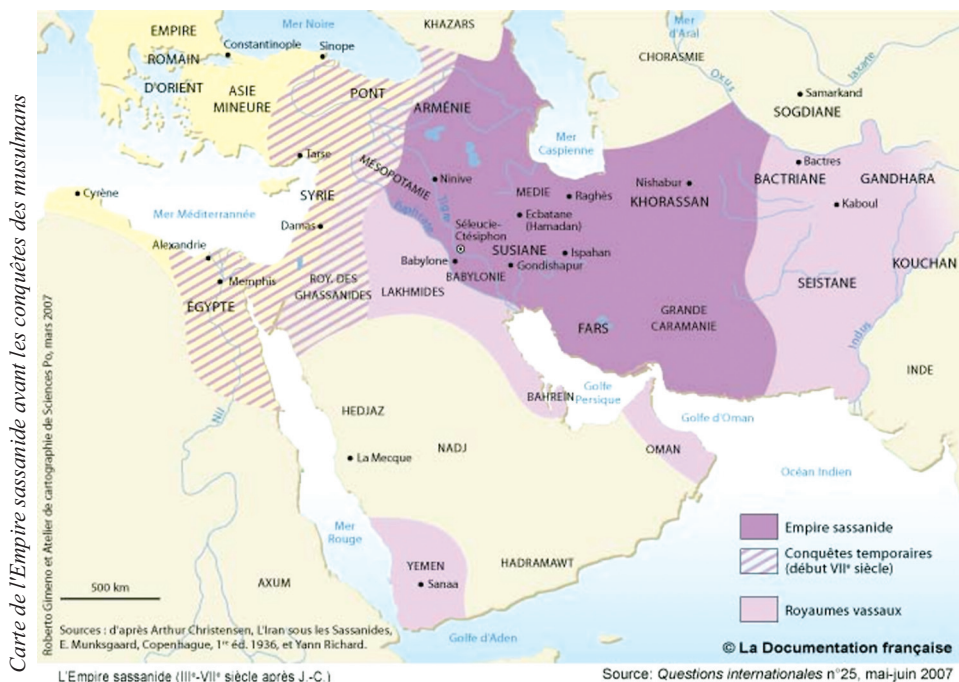 Carte de l'Empire sassanide avant les conquêtes des musulmans
Roberto Gimeno et Atelier de cartographie de Sciences Po, mars 2007
EMPIRE
ROMAIN
D'ORIENT
Mer Noire
Constantinople
Sinope
KHAZARS
Mer
d'Aral
CHORASMIE
Oxus
Iaxarte
Samarkand
SOGDIANE
ASIE
MINEURE
PONT
ARMÉNIE
Mer
Caspienne
Tarse
MÉSOPOTAMIE
Ninive
Tigre
Euphrate
MEDIE
Raghès
Nishabur
KHORASSAN
Bactres
BACTRIANE
GANDHARA
Kaboul
Cyrène
SYRIE
Mer Méditerrannée
Damas
Ecbatane
(Hamadan)
Séleucie-
Ctésiphon
SUSIANE
Ispahan
KOUCHAN
Alexandrie
Babylone
BABYLONIE
Gondishapur
Memphis
ROY. DES
GHASSANIDES
LAKHMIDES
SEISTANE
ÉGYPTE
FARS
GRANDE
CARAMANIE
Indus
INDE
Nil
HEDJAZ
BAHREÏN
Golfe
Persique
Golfe d'Oman
NADJ
OMAN
La Mecque
Océan Indien
Mer
Rouge
YEMEN
Sanaa
HADRAMAWT
AXUM
Golfe d'Aden
500 km
Empire sassanide
Conquêtes temporaires
(début VIIe siècle)
Royaumes vassaux
Sources : d'après Arthur Christensen, L'Iran sous les Sassanides,
E. Munksgaard, Copenhague, 1re éd. 1936, et Yann Richard.
© La Documentation française
L'Empire sassanide (IIIe-VIIe siècle après J.-C.)
Source: Questions internationales n°25, mai-juin 2007